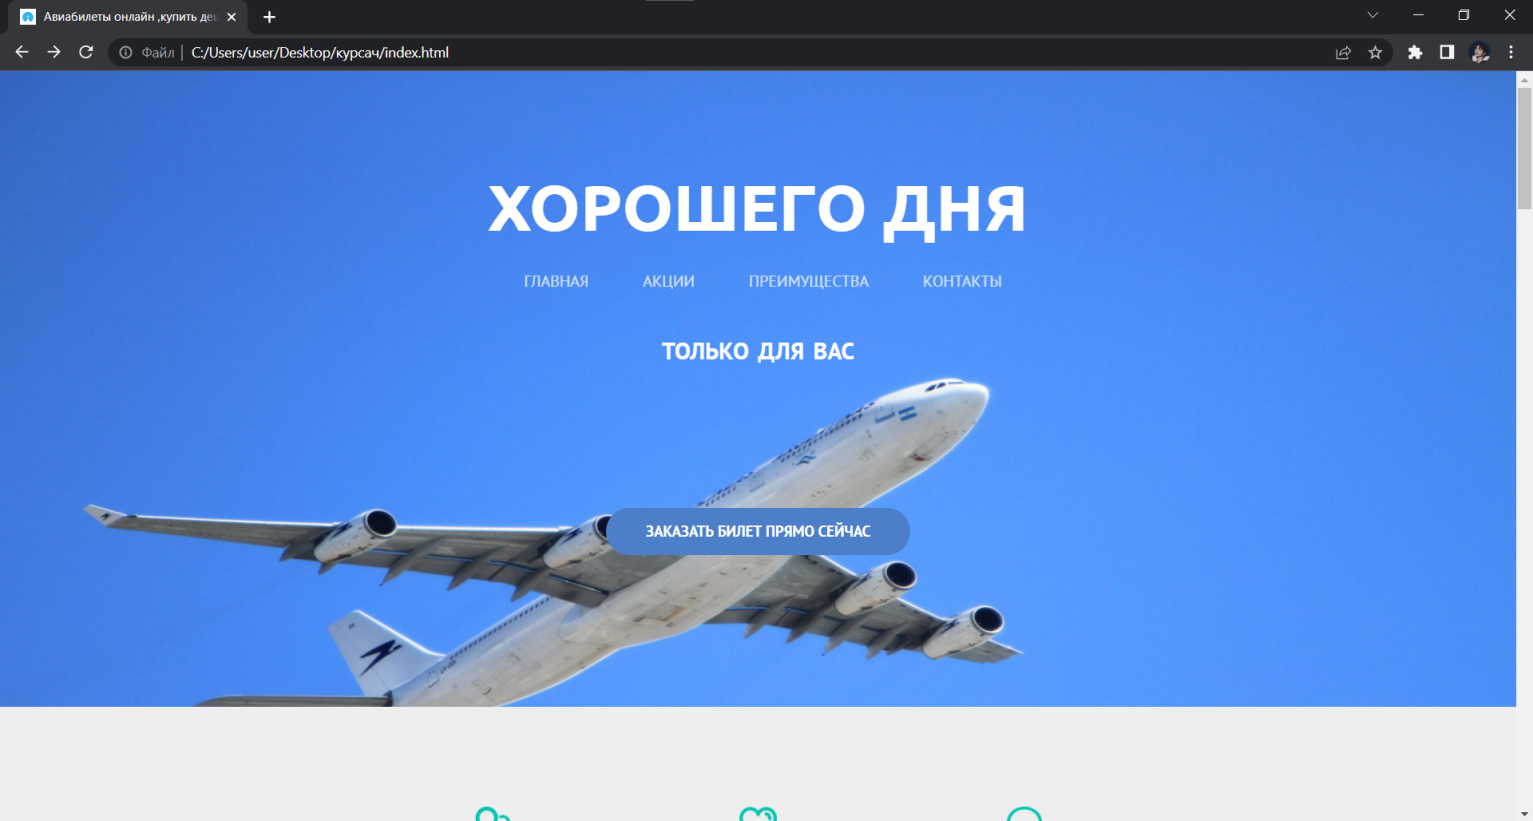 Авиабилеты онлайн ,купить де
Файл | C:/Users/user/Desktop/курсач/index.html
ХОРОШЕГО ДНЯ
ГЛАВНАЯ АКЦИИ ПРЕИМУЩЕСТВА КОНТАКТЫ
ТОЛЬКО ДЛЯ ВАС
ЗАКАЗАТЬ БИЛЕТ ПРЯМО СЕЙЧАС